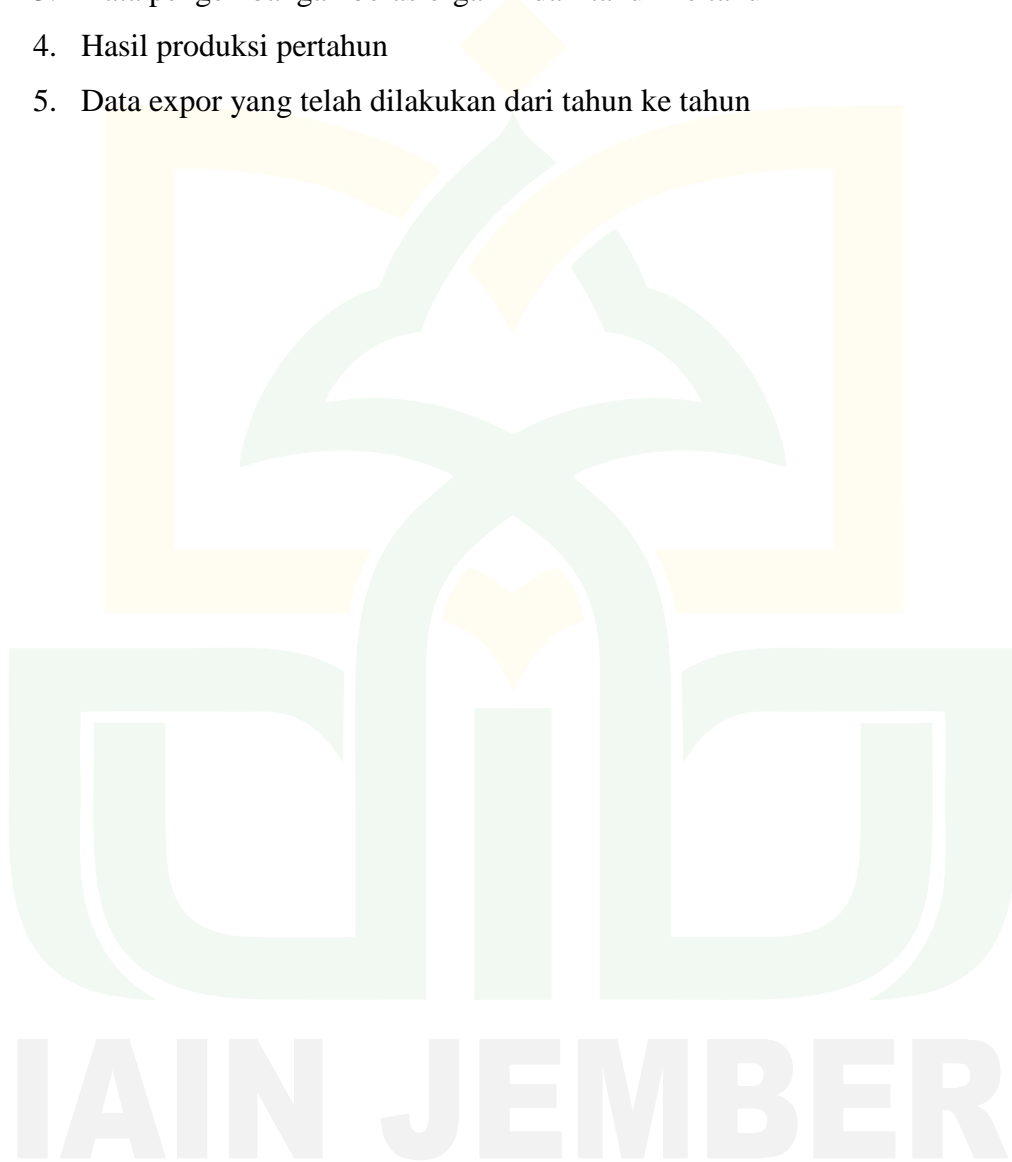 4. Hasil produksi pertahun
5. Data expor yang telah dilakukan dari tahun ke tahun
IAIN JEMBER